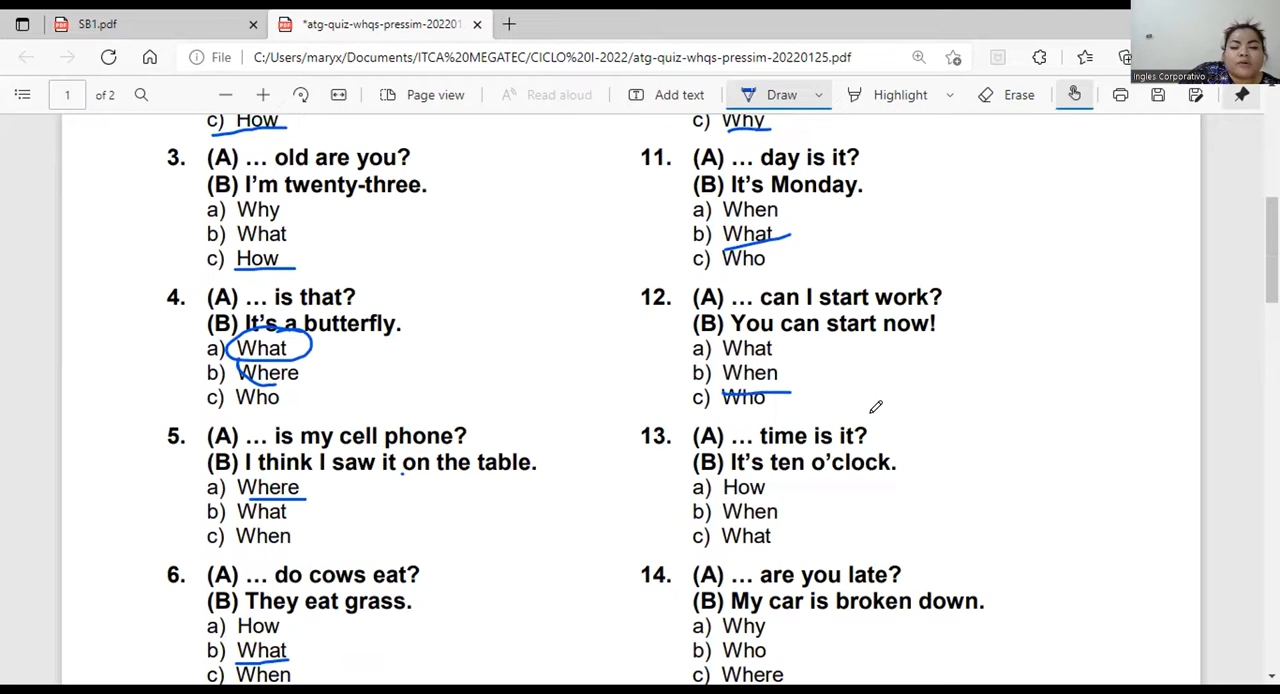 SB1.pdf
*atg-quiz-whqs-pressim-202201
File
C:/Users/maryx/Documents/ITCA%20MEGATEC/CICLO%20I-2022/atg-quiz-whqs-pressim-20220125.pdf
1 of 2
Page view
Read aloud
Add text
Draw
Highlight
Erase
Ingles Corporativo
c) How
3. (A) … old are you?
(B) I'm twenty-three.
a) Why
b) What
c) How
4. (A) … is that?
(B) It's a butterfly.
a) What
b) Where
c) Who
5. (A) … is my cell phone?
(B) I think I saw it on the table.
a) Where
b) What
c) When
6. (A) … do cows eat?
(B) They eat grass.
a) How
b) What
c) When
c) Why
11. (A) … day is it?
(B) It's Monday.
a) When
b) What
c) Who
12. (A) … can I start work?
(B) You can start now!
a) What
b) When
c) Who
13. (A) … time is it?
(B) It's ten o'clock.
a) How
b) When
c) What
14. (A) … are you late?
(B) My car is broken down.
a) Why
b) Who
c) Where